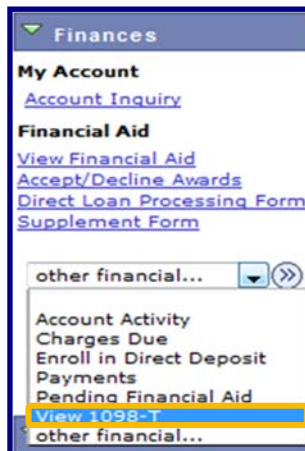 Finances
My Account
Account Inquiry
Financial Aid
View Financial Aid
Accept/Decline Awards
Direct Loan Processing Form
Supplement Form
other financial...
Account Activity
Charges Due
Enroll in Direct Deposit
Payments
Pending Financial Aid
View 1098-T
other financial...